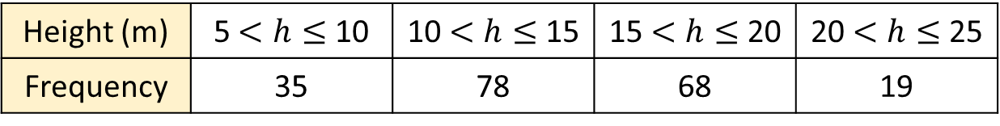 Height (m) 5 < ℎ ≤ 10 10 < ℎ ≤ 15 15 < ℎ ≤ 20 20 < ℎ ≤ 25
Frequency 35 78 68 19